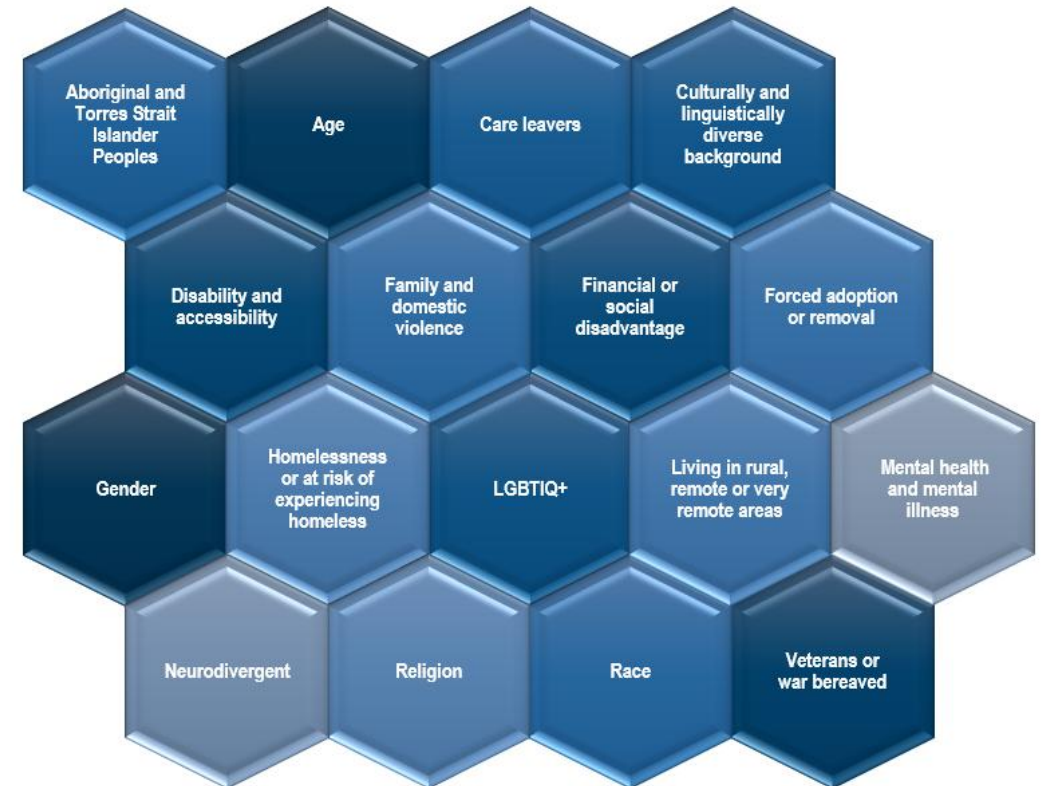 Aboriginal and
Torres Strait
Islander
Peoples
Age
Care leavers
Culturally and
linguistically
diverse
background
Disability and
accessibility
Family and
domestic
violence
Financial or
social
disadvantage
Forced adoption
or removal
Gender
Homelessness
or at risk of
experiencing
homeless
LGBTIQ+
Living in rural,
remote or very
remote areas
Mental health
and mental
illness
Neurodivergent
Religion
Race
Veterans or
war bereaved